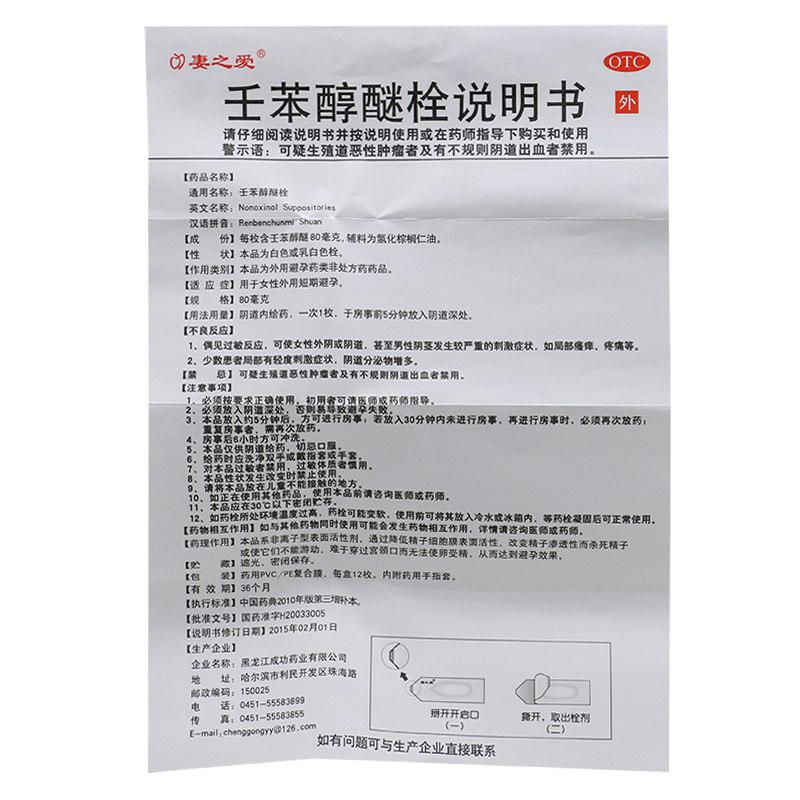 妻之爱®
OTC
外
壬苯醇醚栓说明书
请仔细阅读说明书并按说明使用或在药师指导下购买和使用
警示语：可疑生殖道恶性肿瘤者及有不规则阴道出血者禁用。
【药品名称】
通用名称：壬苯醇醚栓
英文名称：Nonoxinol Suppositories
汉语拼音：Renbenchunmi Shuan
【成 份】每枚含壬苯醇醚80毫克，辅料为氢化棕榈仁油。
【性 状】本品为白色或乳白色栓。
【作用类别】本品为外用避孕药类非处方药药品。
【适 应 症】用于女性外用短期避孕。
【规 格】80毫克
【用法用量】阴道内给药，一次1枚，于房事前5分钟放入阴道深处。
【不良反应】
1、偶见过敏反应，可使女性外阴或阴道，甚至男性阴茎发生较严重的刺激症状，如局部瘙痒、疼痛等。
2、少数患者局部有轻度刺激症状，阴道分泌物增多。
【禁 忌】可疑生殖道恶性肿瘤者及有不规则阴道出血者禁用。
【注意事项】
1、必须按要求正确使用，初用者可请医师或药师指导。
2、必须放入阴道深处，否则易导致避孕失败。
3、本品放入约5分钟后，方可进行房事；若放入30分钟内未进行房事，再进行房事时，必须再次放药；
重复房事者，需再次放药。
4、房事后6小时方可冲洗。
5、本品仅供阴道给药，切忌口服。
6、给药时应洗净双手或戴指套或手套。
7、对本品过敏者禁用，过敏体质者慎用。
8、本品性状发生改变时禁止使用。
9、请将本品放在儿童不能接触的地方。
10、如正在使用其他药品，使用本品前请咨询医师或药师。
11、本品应在30℃以下密闭贮存。
12、如药栓所处环境温度过高，药栓可能变软，使用前可将其放入冷水或冰箱内，等药栓凝固后可正常使用。
【药物相互作用】如与其他药物同时使用可能会发生药物相互作用，详情请咨询医师或药师。
【药理作用】本品系非离子型表面活性剂，通过降低精子细胞膜表面活性，改变精子渗透性而杀死精子
或使它们不能游动，难于穿过宫颈口而无法使卵受精，从而达到避孕效果。
【贮 藏】遮光，密闭保存。
【包 装】药用PVC/PE复合膜，每盒12枚，内附药用手指套。
【有 效 期】36个月
【执行标准】中国药典2010年版第三增补本。
【批准文号】国药准字H20033005
【说明书修订日期】2015年02月01日
【生产企业】
企业名称：黑龙江成功药业有限公司
地 址：哈尔滨市利民开发区珠海路
邮政编码：150025
电 话：0451-55583899
传 真：0451-55583855
E-mail：chenggongyy@126.com
掰开开启口
（一）
撕开，取出栓剂
（二）
如有问题可与生产企业直接联系